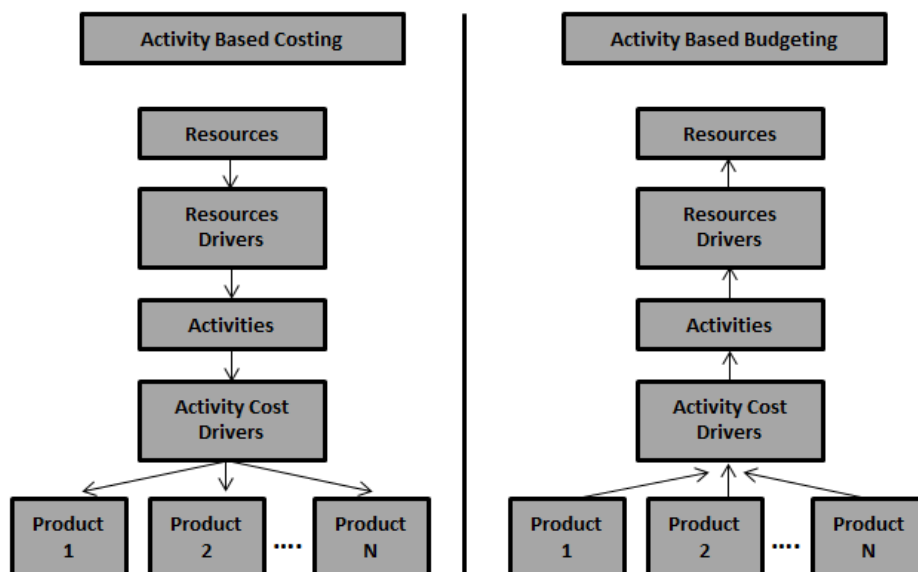 Activity Based Costing
Resources
Resources
Drivers
Activities
Activity Cost
Drivers
Product
1
Product
2
....
Product
N
Activity Based Budgeting
Resources
Resources
Drivers
Activities
Activity Cost
Drivers
Product
1
Product
2
....
Product
N